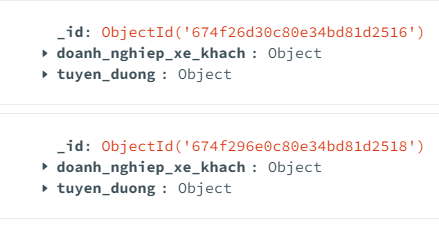 _id: ObjectId('674f26d30c80e34bd81d2516')
doanh_nghiep_xe_khach : Object
tuyen_duong : Object
_id: ObjectId('674f296e0c80e34bd81d2518')
doanh_nghiep_xe_khach : Object
tuyen_duong : Object